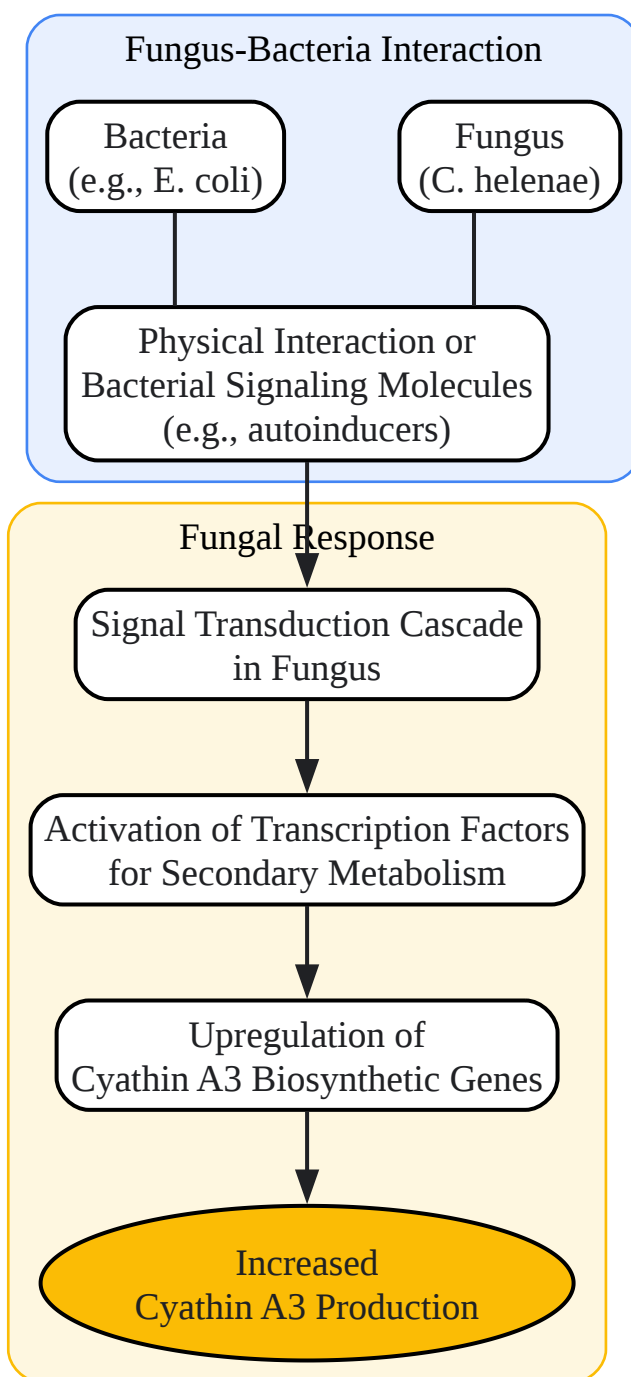 Fungus-Bacteria Interaction
Bacteria
(e.g., E. coli)
Fungus
(C. helenae)
Physical Interaction or
Bacterial Signaling Molecules
(e.g., autoinducers)
Fungal Response
Signal Transduction Cascade
in Fungus
Activation of Transcription Factors
for Secondary Metabolism
Upregulation of
Cyathin A3 Biosynthetic Genes
Increased
Cyathin A3 Production